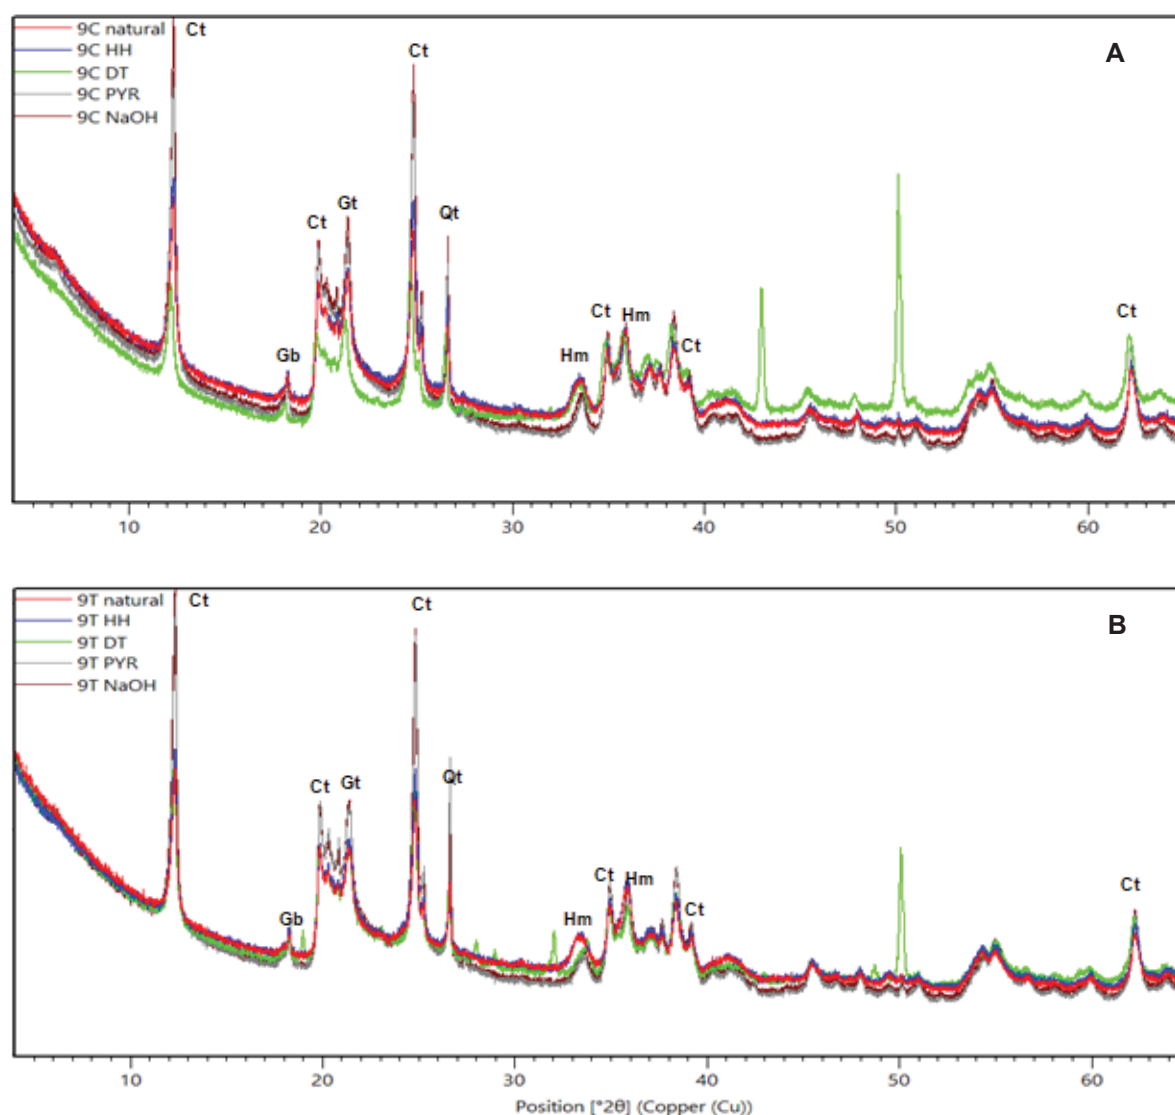 9C natural
9C HH
9C DT
9C PYR
9C NaOH
A
Ct
Ct
Ct
Gt
Qt
Gb
Hm
Ct
Hm
Ct
Ct
10 20 30 40 50 60
9T natural
9T HH
9T DT
9T PYR
9T NaOH
B
Ct
Ct
Ct
Gt
Qt
Gb
Hm
Ct
Hm
Ct
Ct
10 20 30 40 50 60
Position [°2θ] (Copper (Cu))